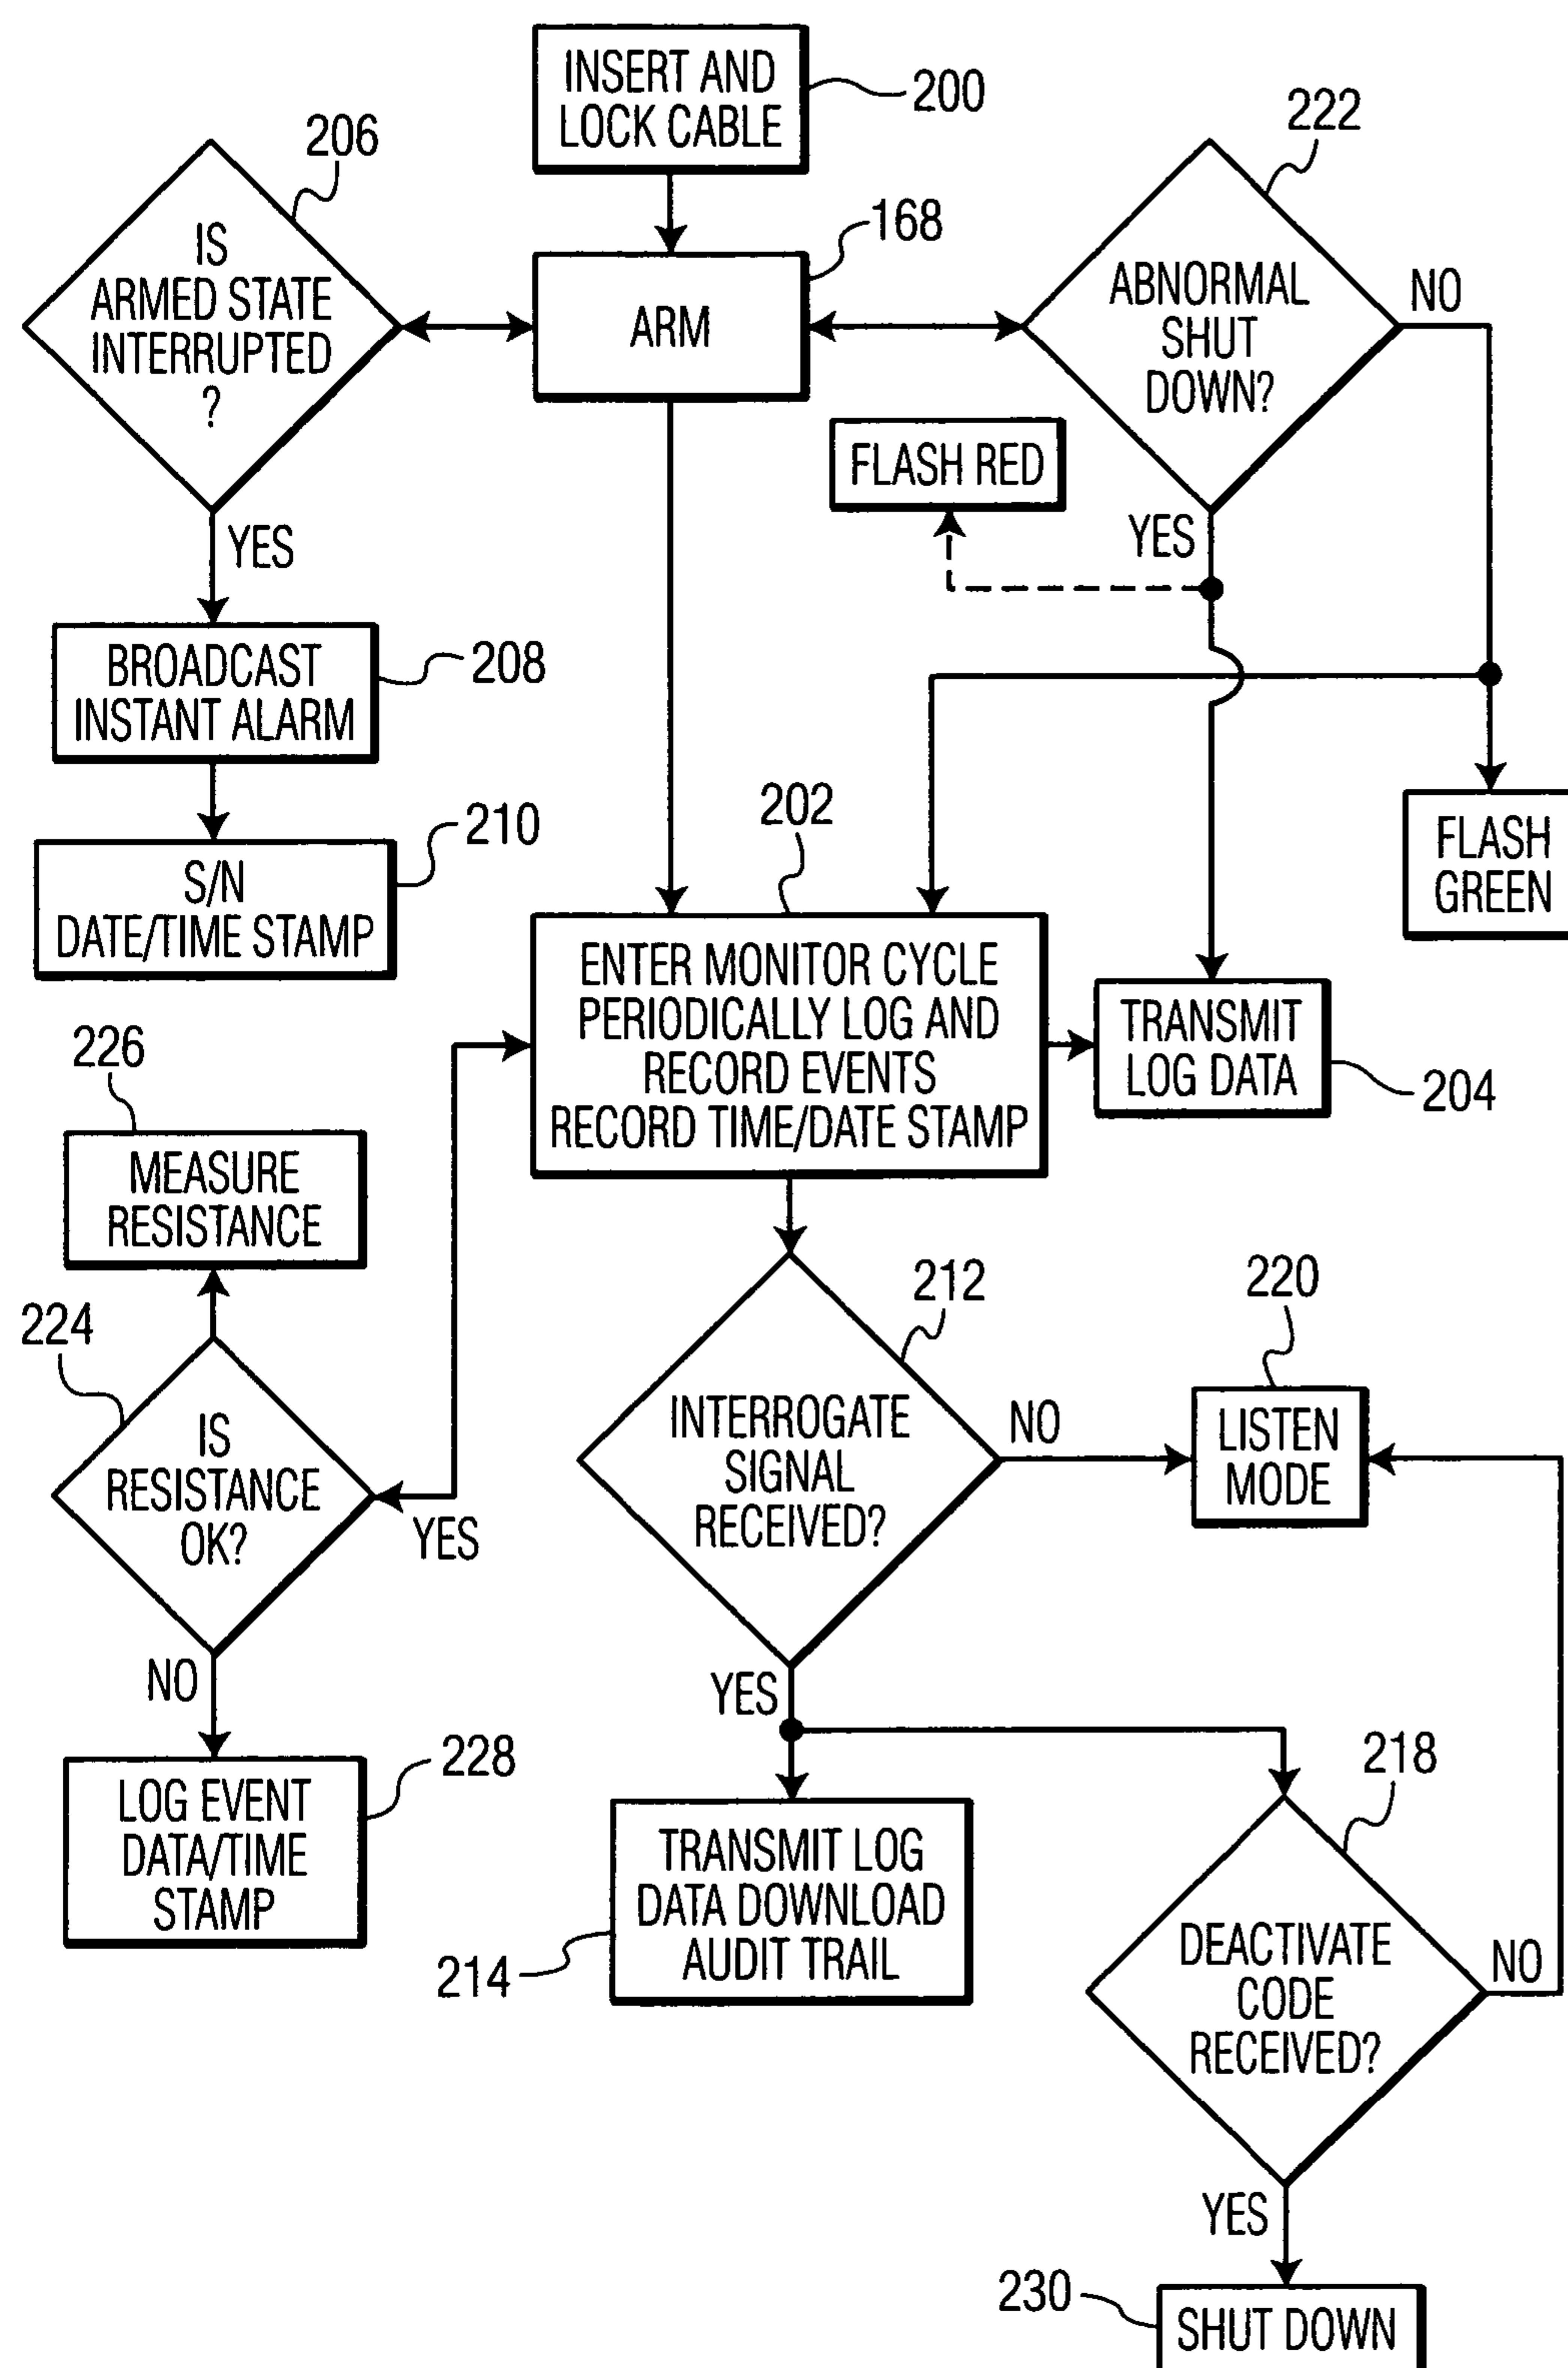 INSERT AND
LOCK CABLE
200
206
222
168
IS
ARMED STATE
INTERRUPTED
?
ARM
ABNORMAL
SHUT
DOWN?
NO
FLASH RED
YES
YES
BROADCAST
INSTANT ALARM
208
202
210
S/N
DATE/TIME STAMP
FLASH
GREEN
ENTER MONITOR CYCLE
PERIODICALLY LOG AND
RECORD EVENTS
RECORD TIME/DATE STAMP
TRANSMIT
LOG DATA
204
226
MEASURE
RESISTANCE
212
220
224
IS
RESISTANCE
OK?
YES
INTERROGATE
SIGNAL
RECEIVED?
NO
LISTEN
MODE
NO
YES
228
218
LOG EVENT
DATA/TIME
STAMP
TRANSMIT LOG
DATA DOWNLOAD
AUDIT TRAIL
214
DEACTIVATE
CODE
RECEIVED?
NO
YES
230
SHUT DOWN